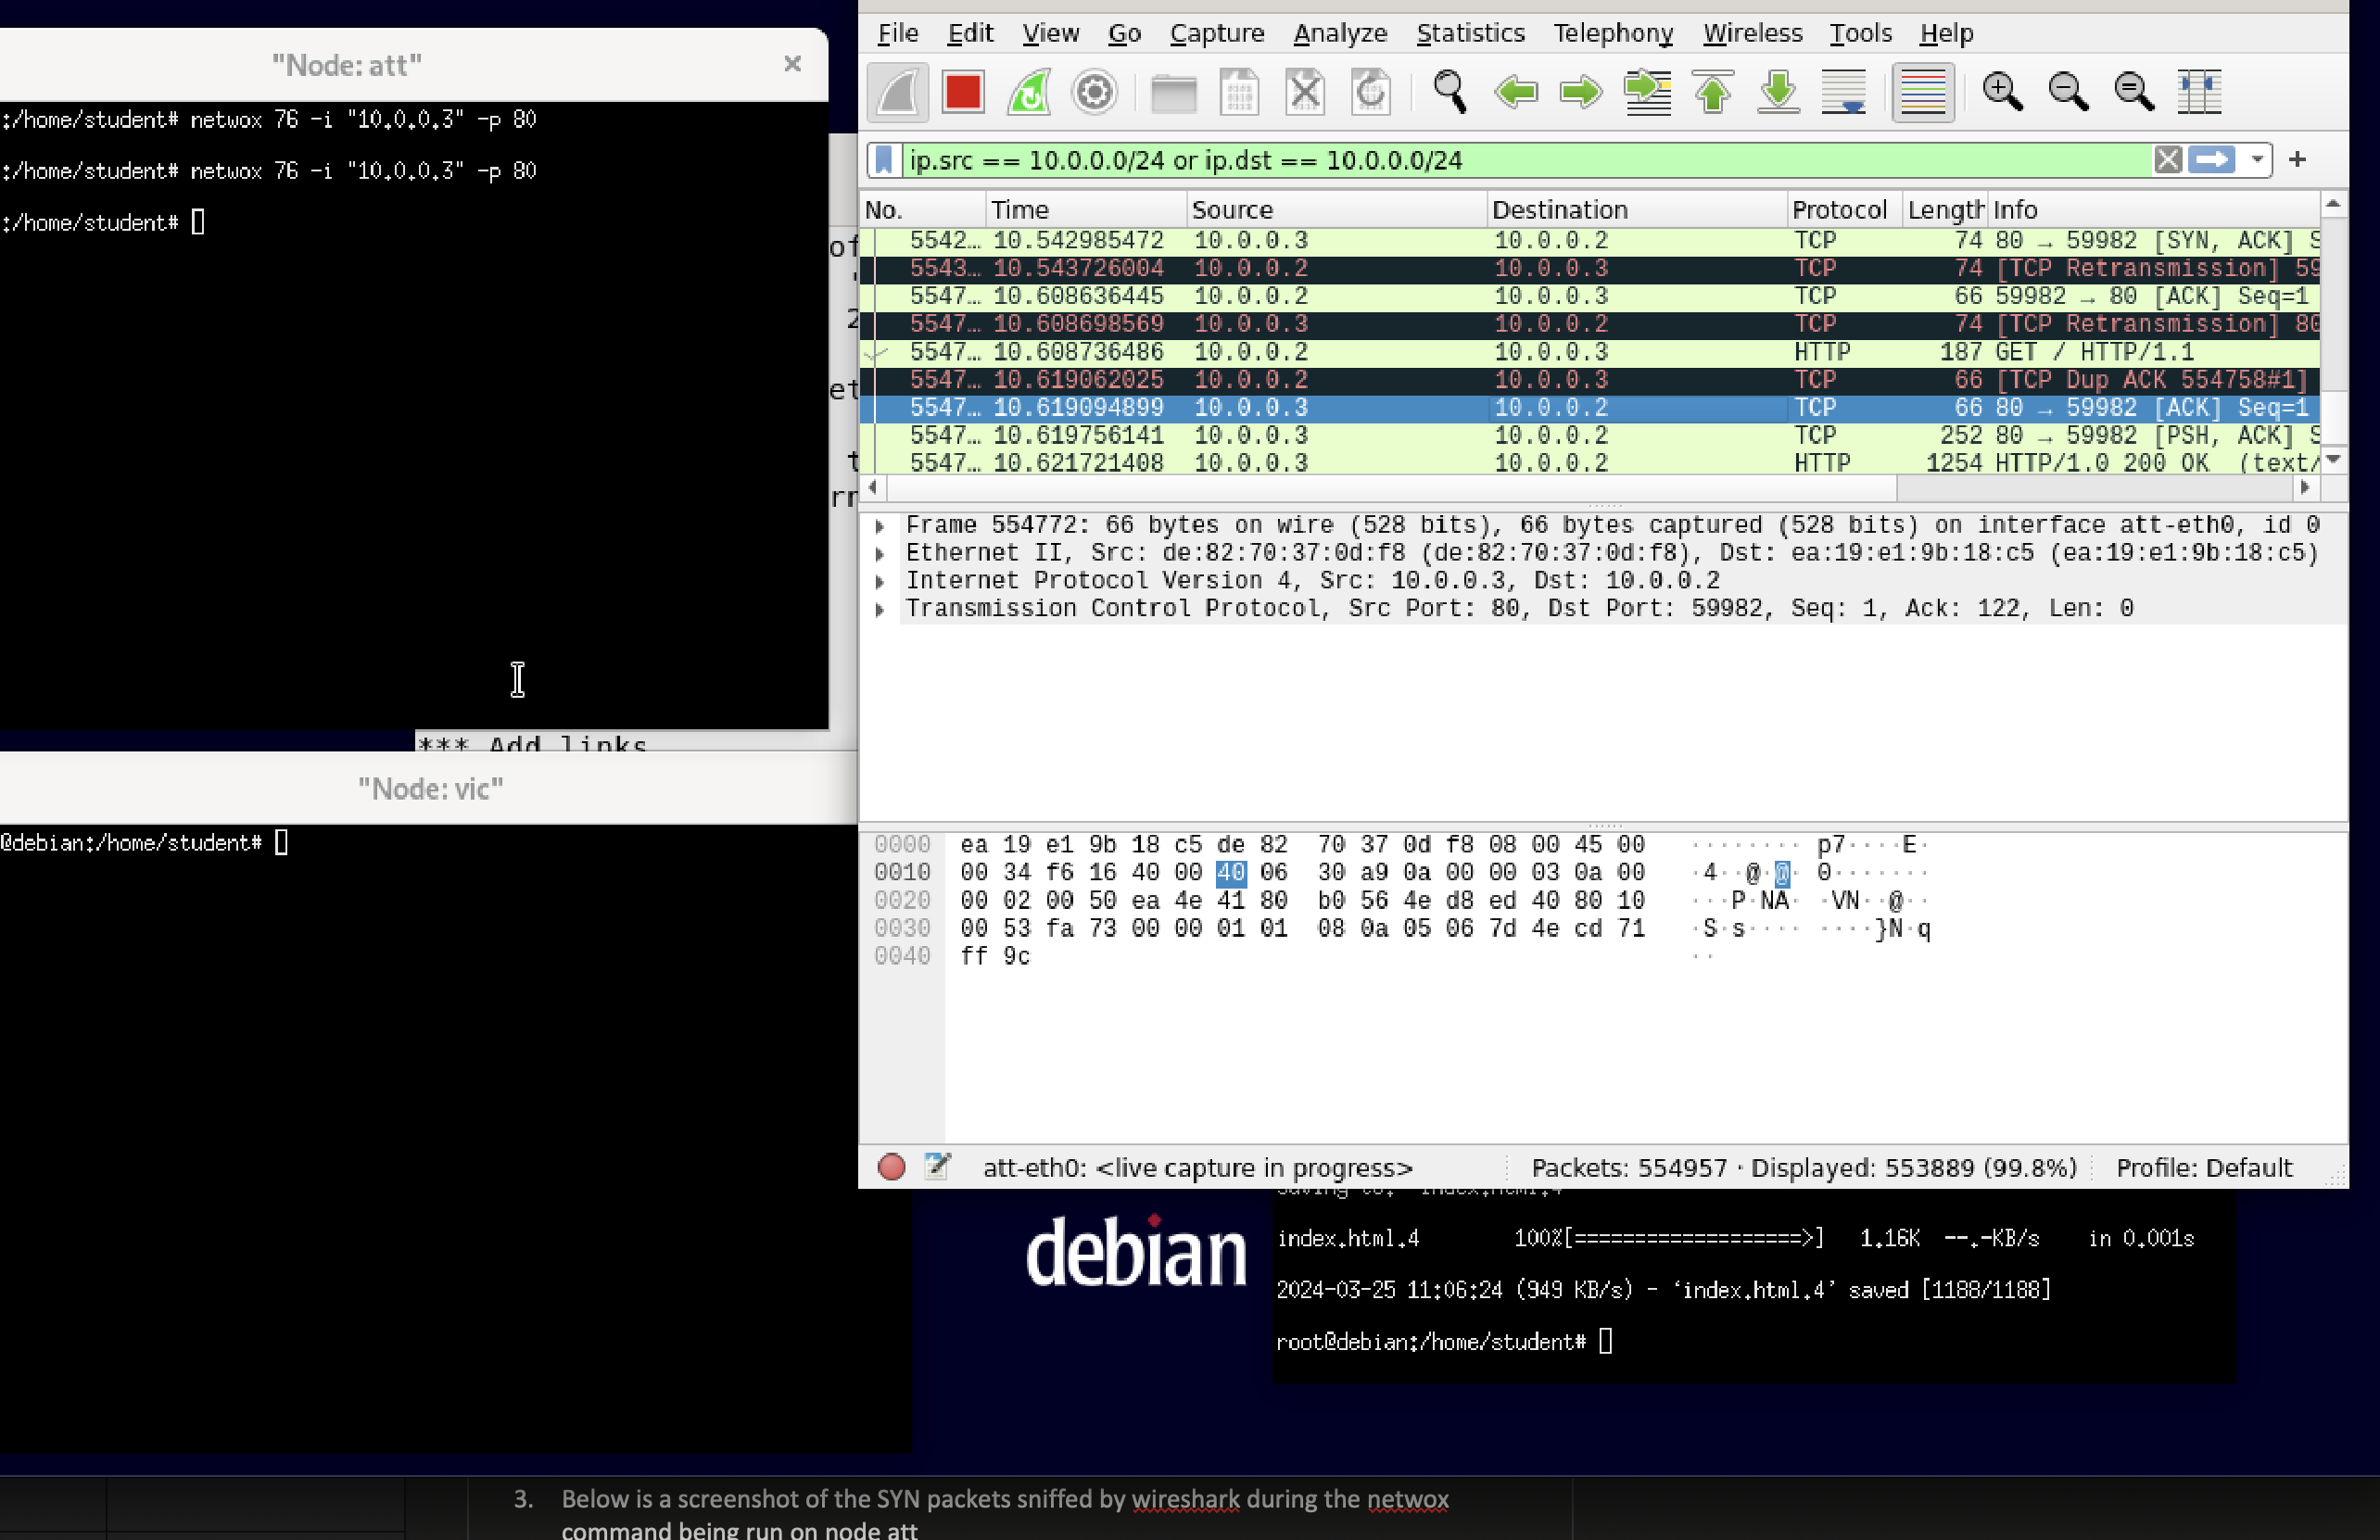 "Node: att"
:/home/student# netwox 76 -i "10.0.0.3" -p 80
:/home/student# netwox 76 -i "10.0.0.3" -p 80
:/home/student#
*** Add links
"Node: vic"
@debian:/home/student#
File Edit View Go Capture Analyze Statistics Telephony Wireless Tools Help
ip.src == 10.0.0.0/24 or ip.dst == 10.0.0.0/24
No. Time Source Destination Protocol Length Info
5542… 10.542985472 10.0.0.3 10.0.0.2 TCP 74 80 → 59982 [SYN, ACK] S
5543… 10.543726004 10.0.0.2 10.0.0.3 TCP 74 [TCP Retransmission] 59
5547… 10.608636445 10.0.0.2 10.0.0.3 TCP 66 59982 → 80 [ACK] Seq=1
5547… 10.608698569 10.0.0.3 10.0.0.2 TCP 74 [TCP Retransmission] 80
5547… 10.608736486 10.0.0.2 10.0.0.3 HTTP 187 GET / HTTP/1.1
5547… 10.619062025 10.0.0.2 10.0.0.3 TCP 66 [TCP Dup ACK 554758#1]
5547… 10.619094899 10.0.0.3 10.0.0.2 TCP 66 80 → 59982 [ACK] Seq=1
5547… 10.619756141 10.0.0.3 10.0.0.2 TCP 252 80 → 59982 [PSH, ACK] S
5547… 10.621721408 10.0.0.3 10.0.0.2 HTTP 1254 HTTP/1.0 200 OK (text/
Frame 554772: 66 bytes on wire (528 bits), 66 bytes captured (528 bits) on interface att-eth0, id 0
Ethernet II, Src: de:82:70:37:0d:f8 (de:82:70:37:0d:f8), Dst: ea:19:e1:9b:18:c5 (ea:19:e1:9b:18:c5)
Internet Protocol Version 4, Src: 10.0.0.3, Dst: 10.0.0.2
Transmission Control Protocol, Src Port: 80, Dst Port: 59982, Seq: 1, Ack: 122, Len: 0
0000 ea 19 e1 9b 18 c5 de 82 70 37 0d f8 08 00 45 00 ········ p7····E·
0010 00 34 f6 16 40 00 40 06 30 a9 0a 00 00 03 0a 00 ·4··@·@· 0·······
0020 00 02 00 50 ea 4e 41 80 b0 56 4e d8 ed 40 80 10 ···P·NA· ·VN··@··
0030 00 53 fa 73 00 00 01 01 08 0a 05 06 7d 4e cd 71 ·S·s···· ····}N·q
0040 ff 9c ··
att-eth0: <live capture in progress> Packets: 554957 · Displayed: 553889 (99.8%) Profile: Default
debian
Saving to: ‘index.html.4’
index.html.4 100%[===================>] 1.16K --.-KB/s in 0.001s
2024-03-25 11:06:24 (949 KB/s) - ‘index.html.4’ saved [1188/1188]
root@debian:/home/student#
3. Below is a screenshot of the SYN packets sniffed by wireshark during the netwox
command being run on node att